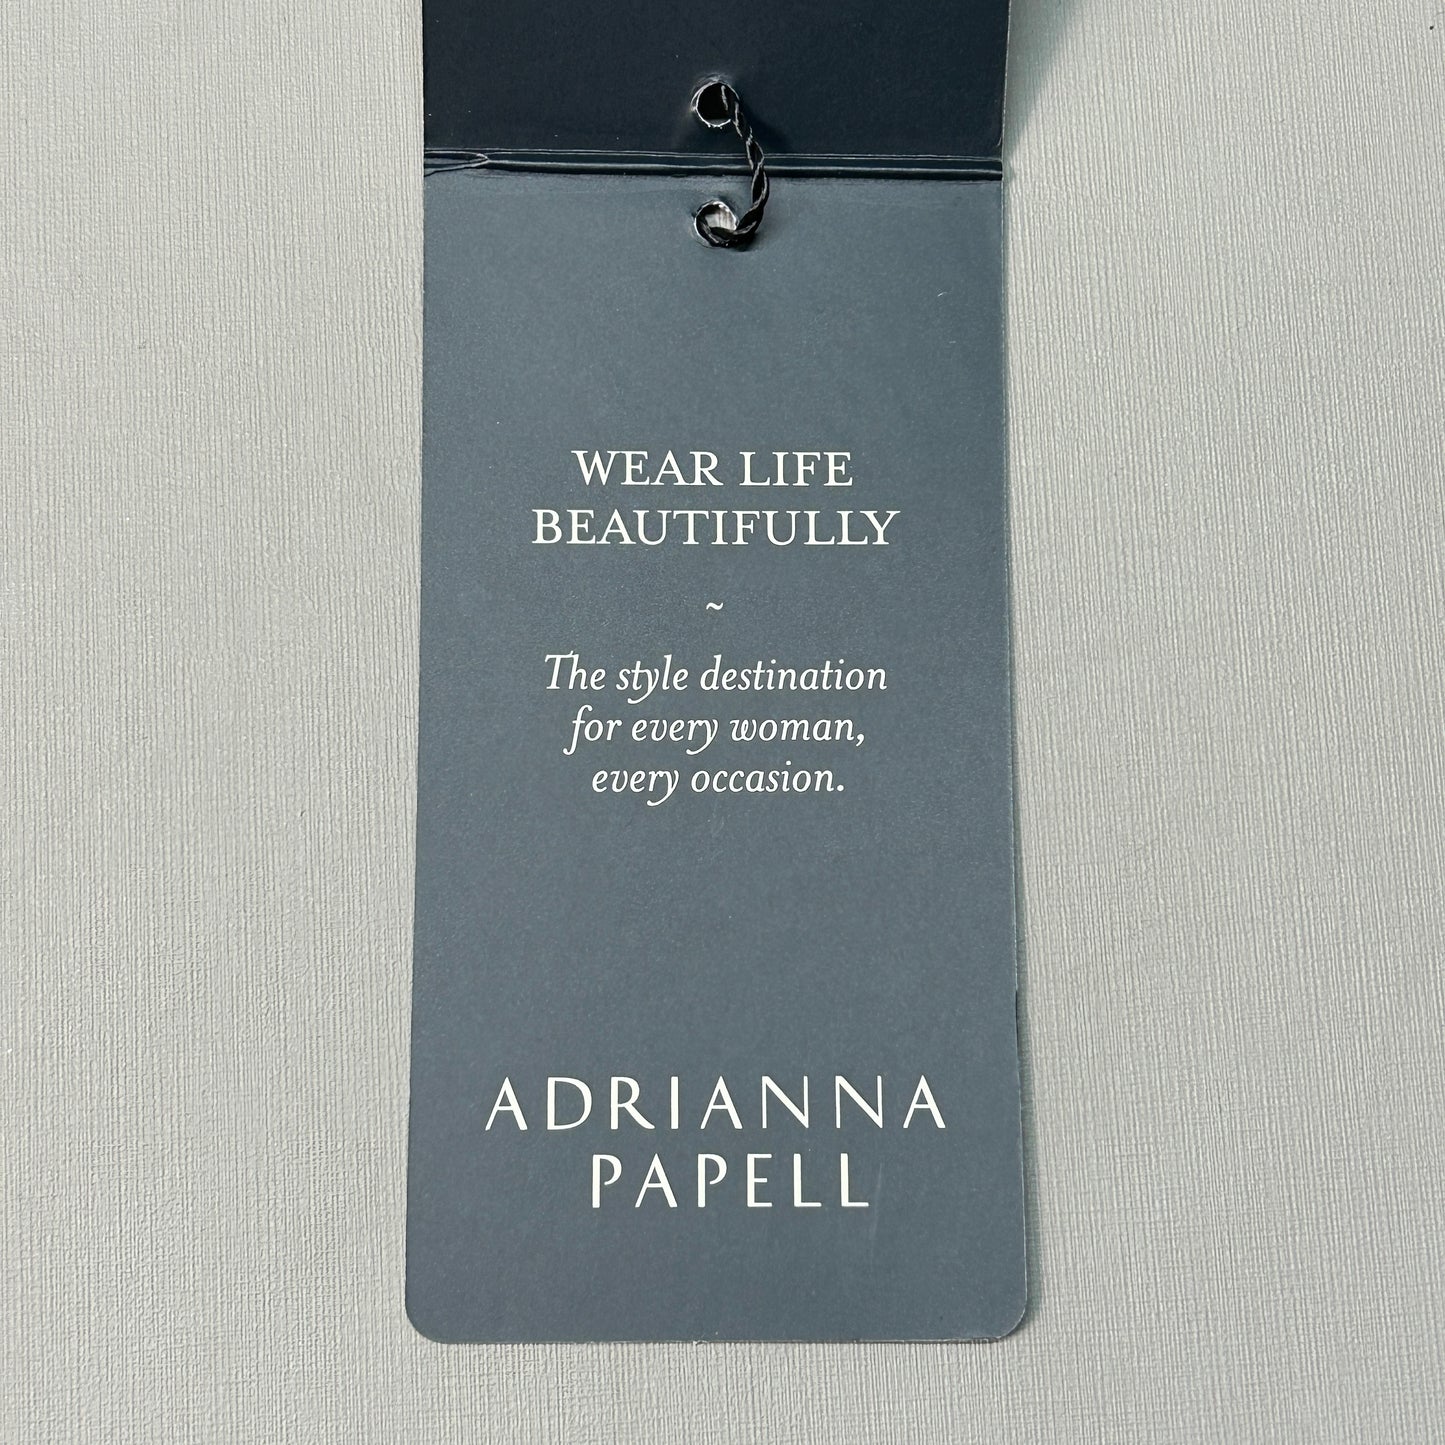 WEAR LIFE
BEAUTIFULLY
~
The style destination
for every woman,
every occasion.
ADRIANNA
PAPELL